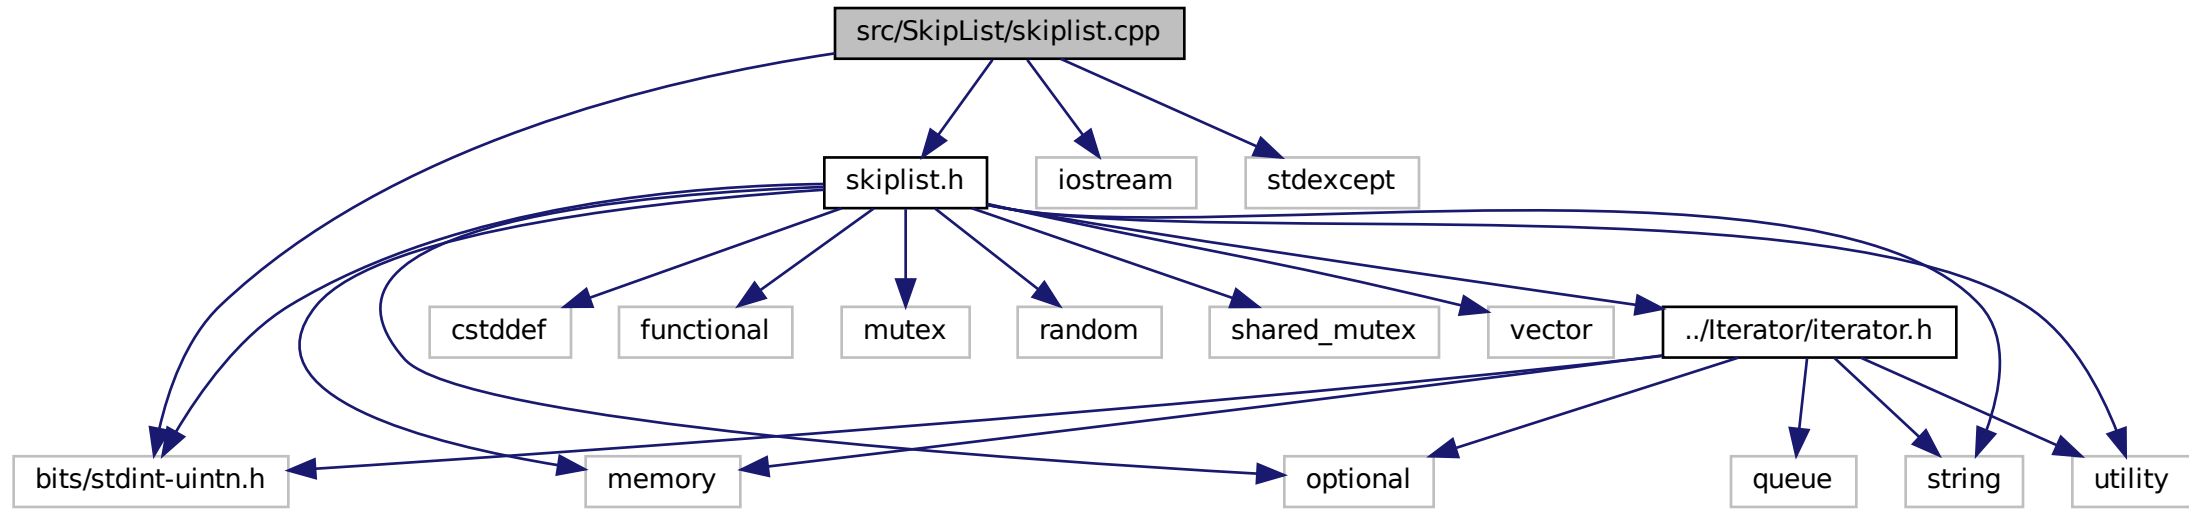 src/SkipList/skiplist.cpp
skiplist.h
iostream
stdexcept
cstddef
functional
mutex
random
shared_mutex
vector
../Iterator/iterator.h
bits/stdint-uintn.h
memory
optional
queue
string
utility